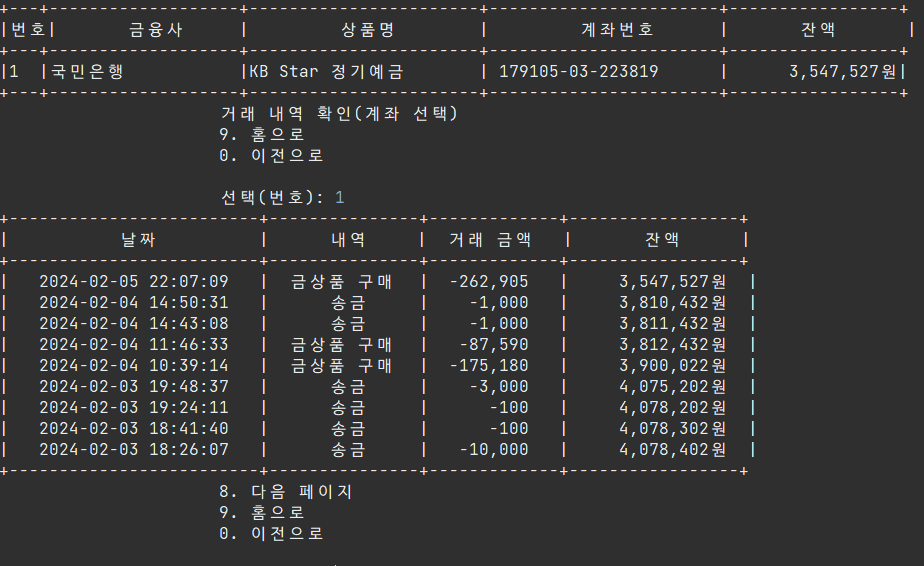 +---+-------------------+-----------------------+-----------------------+-----------------+
|번호|       금융사      |         상품명        |         계좌번호      |       잔액       |
+---+-------------------+-----------------------+-----------------------+-----------------+
|1  |국민은행           |KB Star 정기예금       | 179105-03-223819      |      3,547,527원|
+---+-------------------+-----------------------+-----------------------+-----------------+
거래 내역 확인(계좌 선택)
9. 홈으로
0. 이전으로
선택(번호): 1
+-------------------------+---------------+-------------+-----------------+
|           날짜          |      내역     |  거래 금액   |       잔액      |
+-------------------------+---------------+-------------+-----------------+
|   2024-02-05 22:07:09   |  금상품 구매  |  -262,905   |     3,547,527원  |
|   2024-02-04 14:50:31   |      송금     |    -1,000   |     3,810,432원  |
|   2024-02-04 14:43:08   |      송금     |    -1,000   |     3,811,432원  |
|   2024-02-04 11:46:33   |  금상품 구매  |   -87,590   |     3,812,432원  |
|   2024-02-04 10:39:14   |  금상품 구매  |  -175,180   |     3,900,022원  |
|   2024-02-03 19:48:37   |      송금     |    -3,000   |     4,075,202원  |
|   2024-02-03 19:24:11   |      송금     |      -100   |     4,078,202원  |
|   2024-02-03 18:41:40   |      송금     |      -100   |     4,078,302원  |
|   2024-02-03 18:26:07   |      송금     |   -10,000   |     4,078,402원  |
+-------------------------+---------------+-------------+-----------------+
8. 다음 페이지
9. 홈으로
0. 이전으로